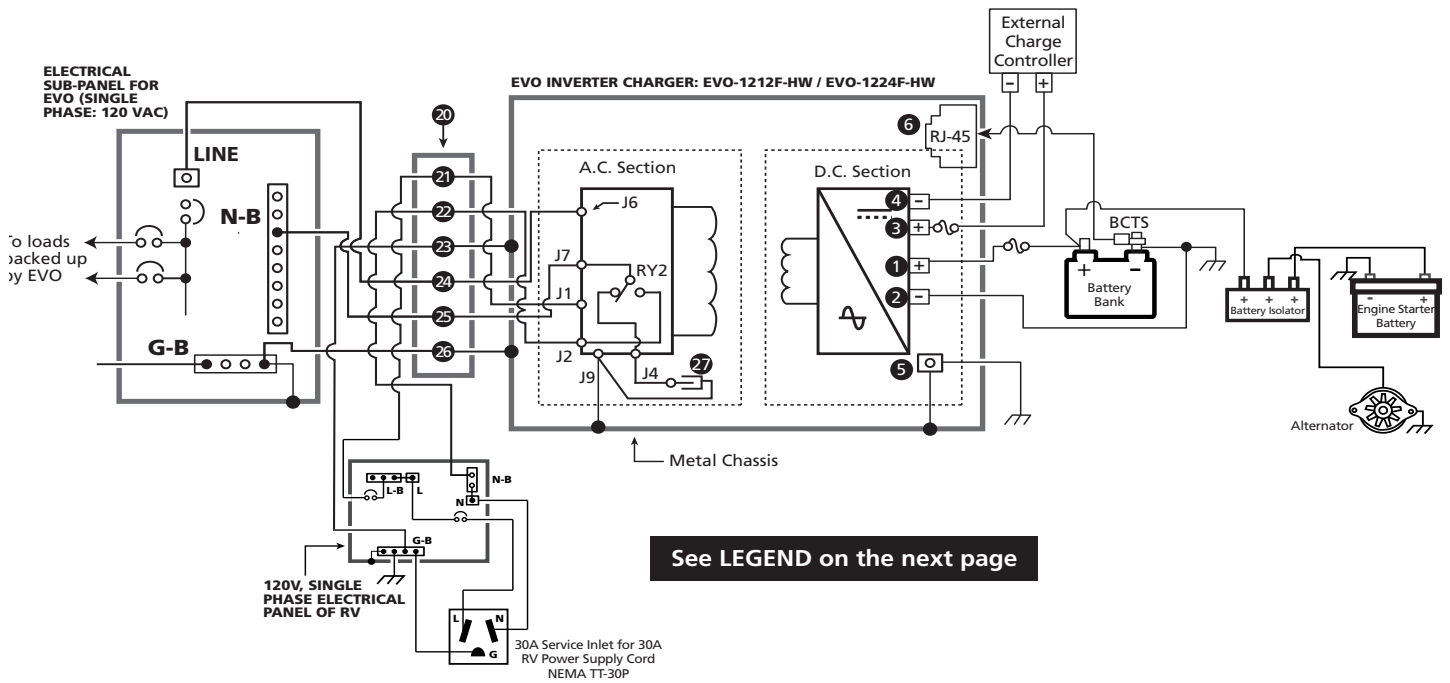 External
Charge
Controller
- +
ELECTRICAL
SUB-PANEL FOR
EVO (SINGLE
PHASE: 120 VAC)
EVO INVERTER CHARGER: EVO-1212F-HW / EVO-1224F-HW
20
6
RJ-45
LINE
A.C. Section
D.C. Section
21
J6
4 -
N-B
22
3 +
BCTS
To loads
backed up
by EVO
23
J7
RY2
1 +
+ -
Battery
Bank
24
J1
2 -
+ + +
Battery Isolator
- +
Engine Starter
Battery
25
G-B
26
J2
J9
J4
27
5
Alternator
Metal Chassis
L-B
L
N-B
N
G-B
See LEGEND on the next page
120V, SINGLE
PHASE ELECTRICAL
PANEL OF RV
L
N
G
30A Service Inlet for 30A
RV Power Supply Cord
NEMA TT-30P